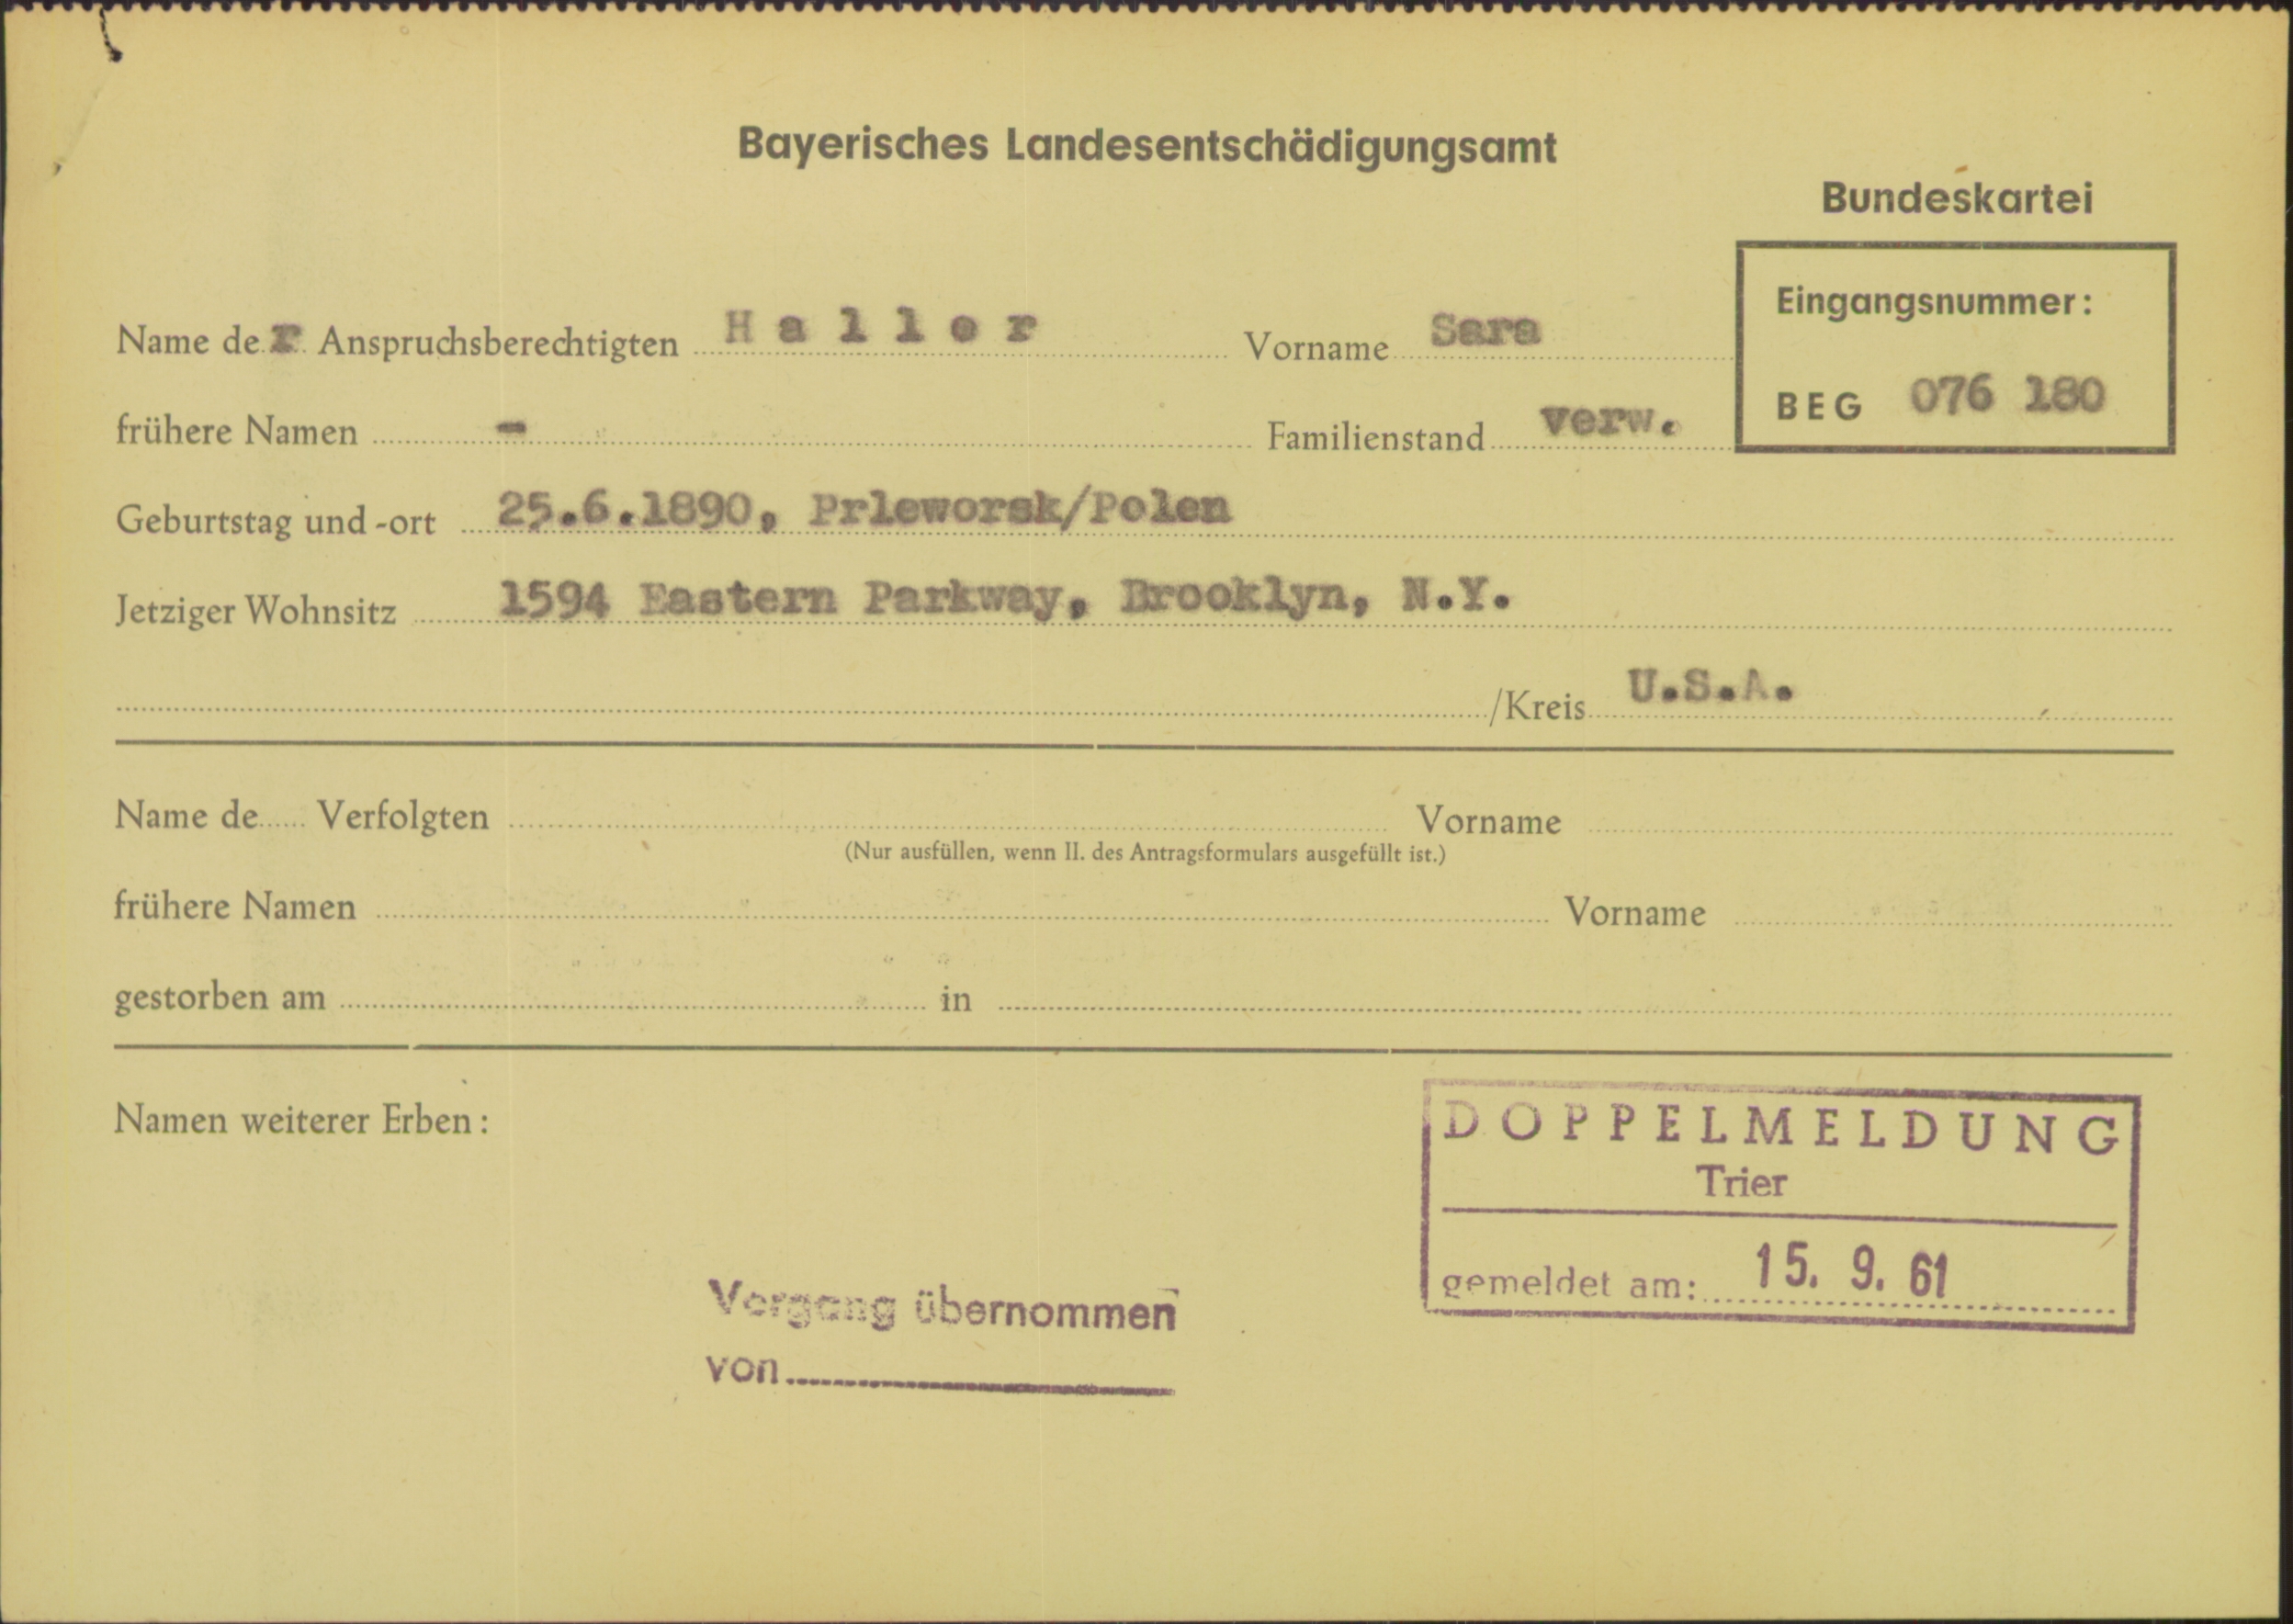 Bayerisches Landesentschädigungsamt
Bundeskartei
Eingangsnummer:
BEG 076 180
Name der Anspruchsberechtigten H a l l e r Vorname Sara
frühere Namen - Familienstand verw.
Geburtstag und -ort 25.6.1890, Prleworsk/Polen
Jetziger Wohnsitz 1594 Eastern Parkway, Brooklyn, N.Y.
/Kreis U.S.A.
Name de...... Verfolgten Vorname
(Nur ausfüllen, wenn II. des Antragsformulars ausgefüllt ist.)
frühere Namen Vorname
gestorben am in
Namen weiterer Erben:
DOPPELMELDUNG
Trier
gemeldet am: 15. 9. 61
Vorgang übernommen
von